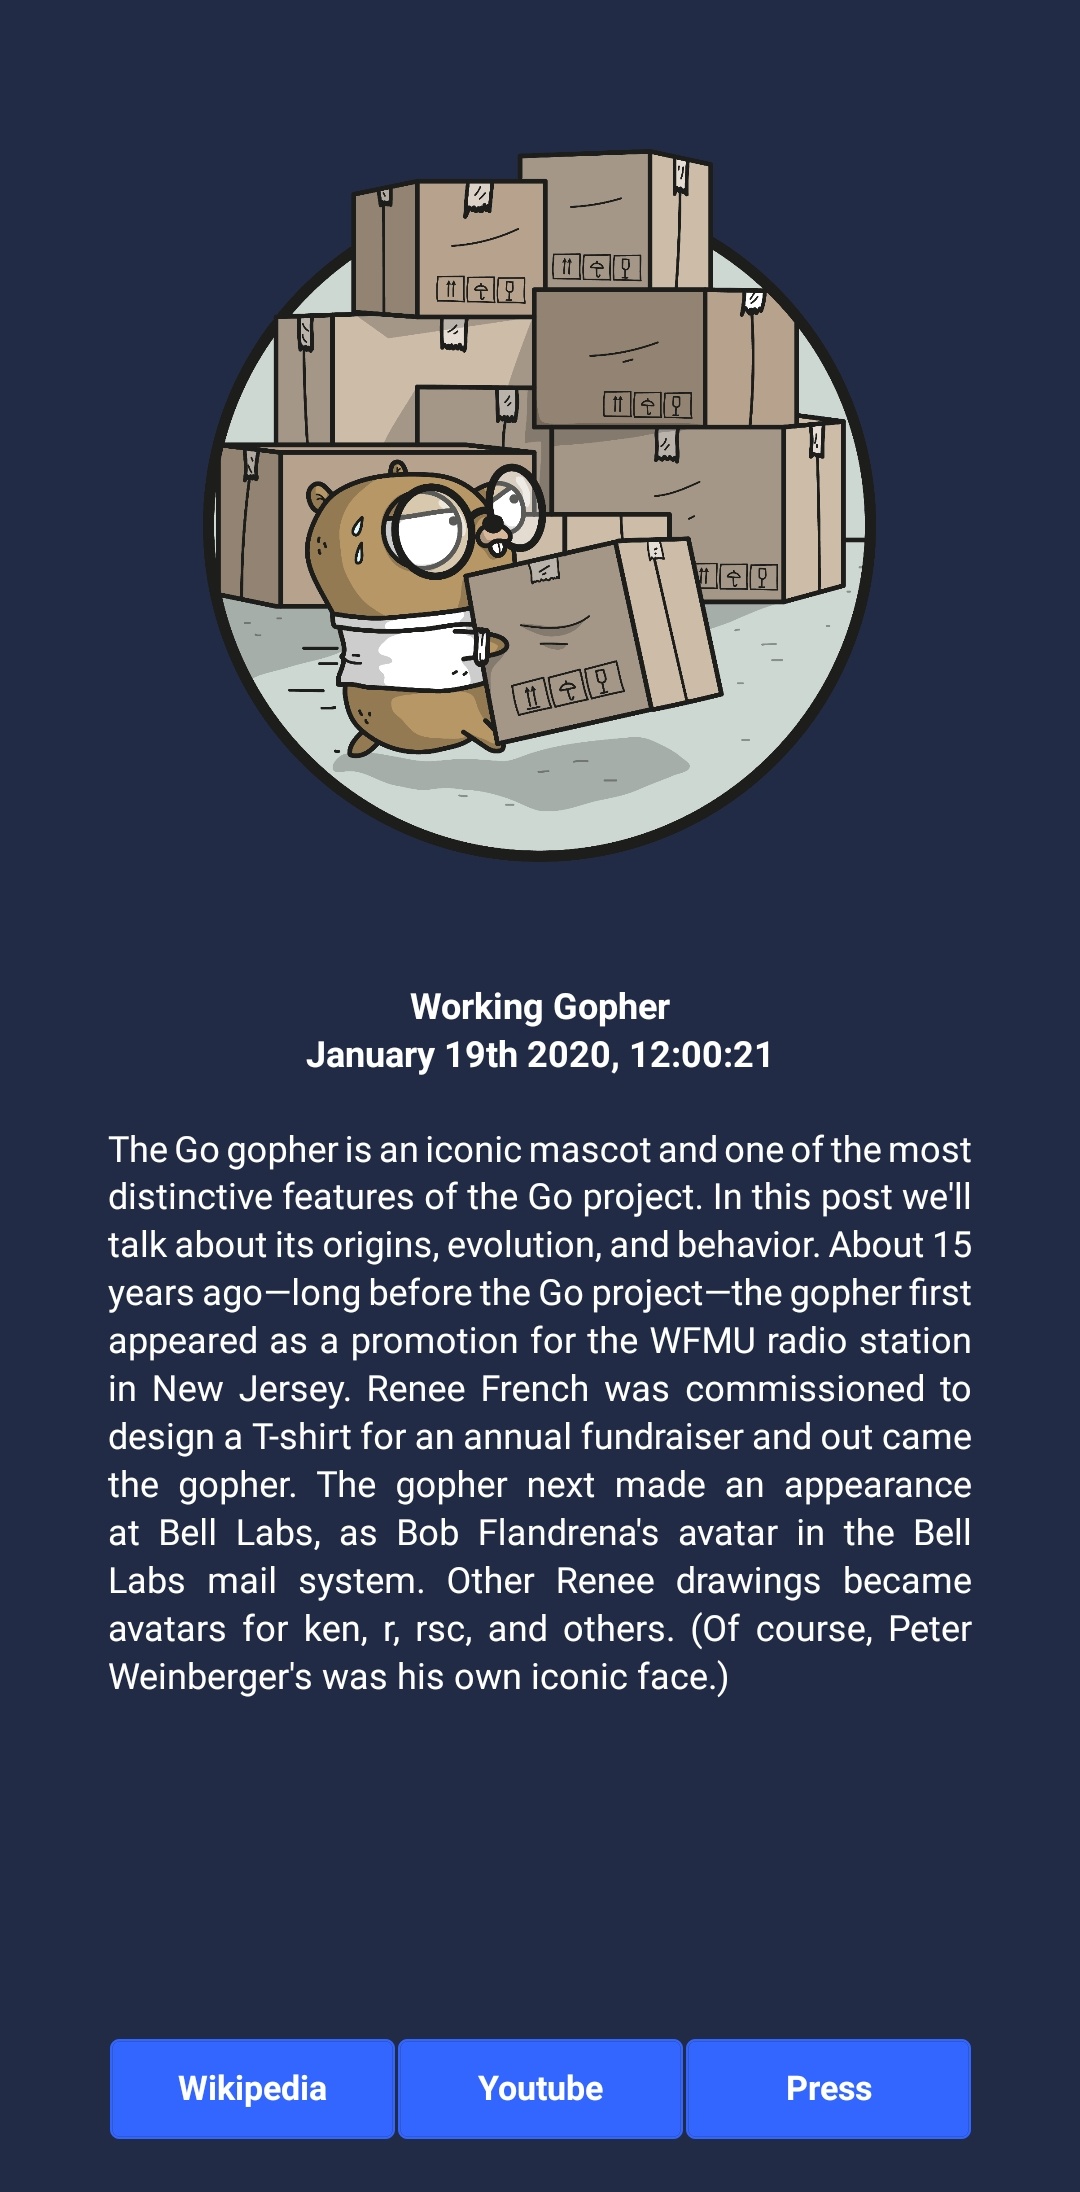 Working Gopher
January 19th 2020, 12:00:21
The Go gopher is an iconic mascot and one of the most
distinctive features of the Go project. In this post we'll
talk about its origins, evolution, and behavior. About 15
years ago—long before the Go project—the gopher first
appeared as a promotion for the WFMU radio station
in New Jersey. Renee French was commissioned to
design a T-shirt for an annual fundraiser and out came
the gopher. The gopher next made an appearance
at Bell Labs, as Bob Flandrena's avatar in the Bell
Labs mail system. Other Renee drawings became
avatars for ken, r, rsc, and others. (Of course, Peter
Weinberger's was his own iconic face.)
Wikipedia
Youtube
Press